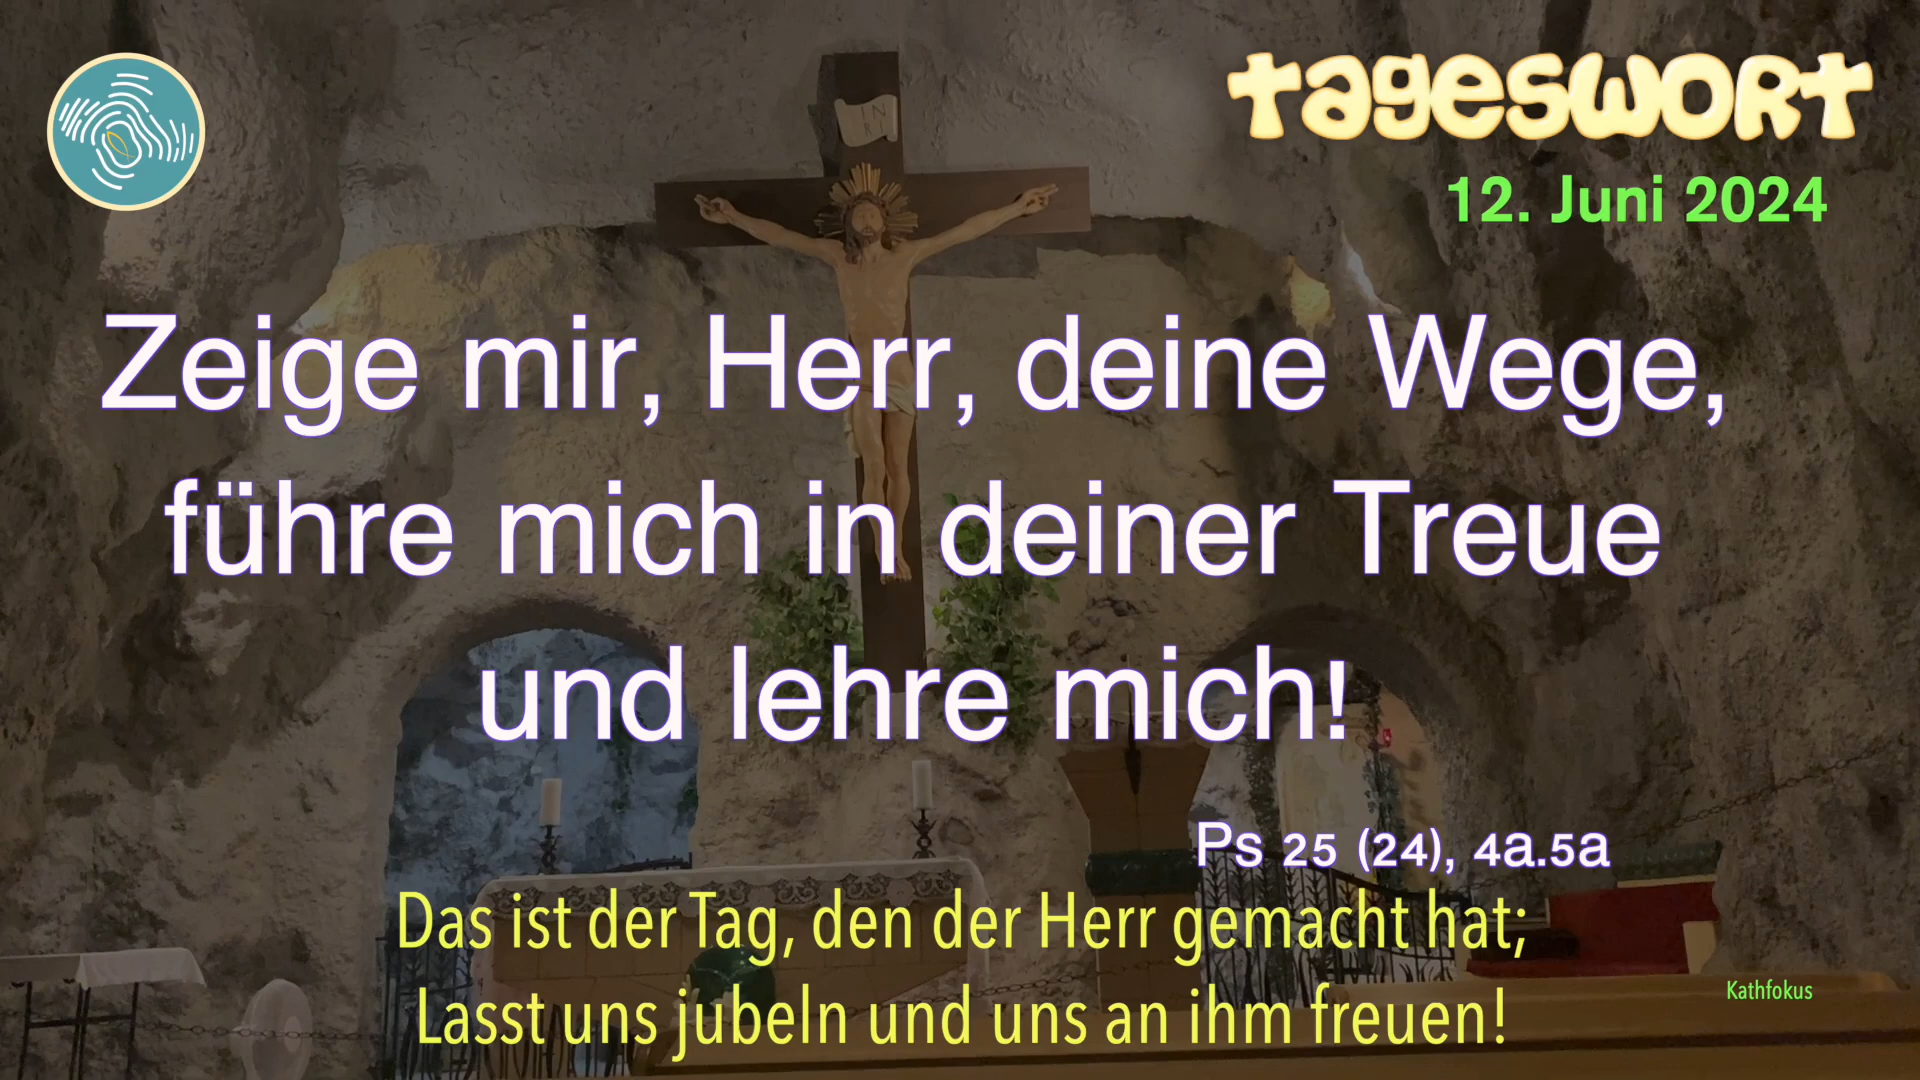 tageswort
12. Juni 2024
IN
RN
Zeige mir, Herr, deine Wege,
führe mich in deiner Treue
und lehre mich!
Ps 25 (24), 4a.5a
Das ist der Tag, den der Herr gemacht hat;
Lasst uns jubeln und uns an ihm freuen!
Kathfokus